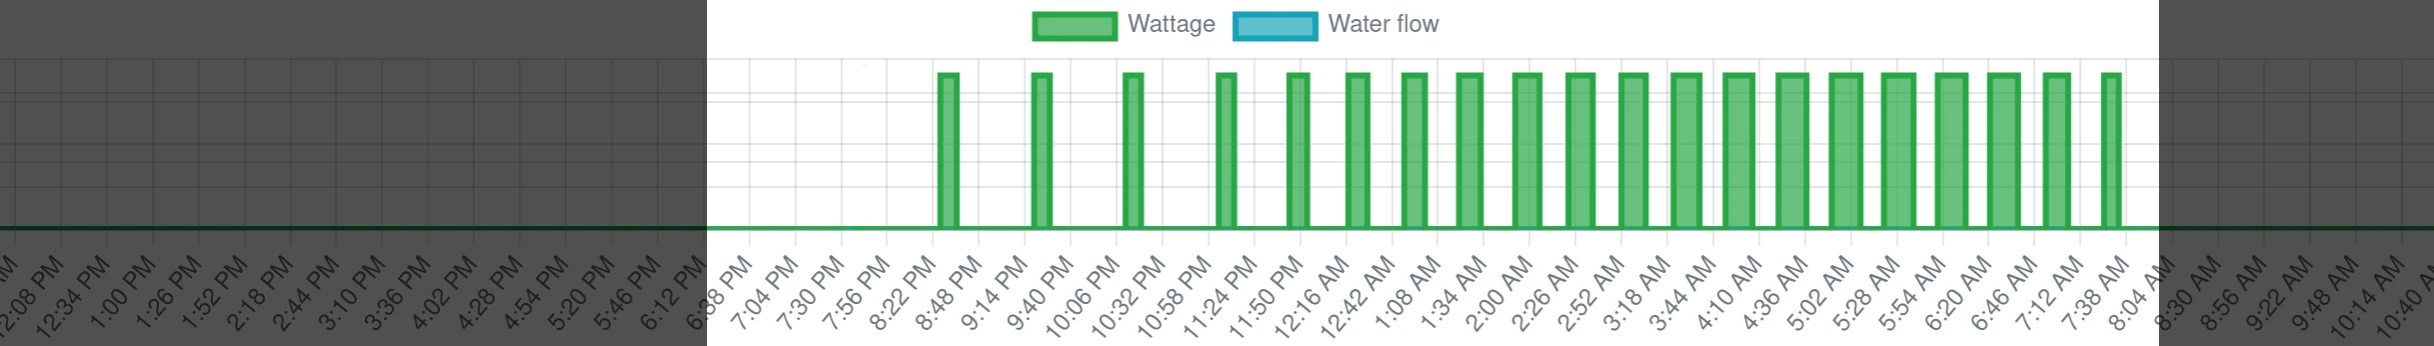 Wattage Water flow
12:08 PM 12:34 PM 1:00 PM 1:26 PM 1:52 PM 2:18 PM 2:44 PM 3:10 PM 3:36 PM 4:02 PM 4:28 PM 4:54 PM 5:20 PM 5:46 PM 6:12 PM 6:38 PM 7:04 PM 7:30 PM 7:56 PM 8:22 PM 8:48 PM 9:14 PM 9:40 PM 10:06 PM 10:32 PM 10:58 PM 11:24 PM 11:50 PM 12:16 AM 12:42 AM 1:08 AM 1:34 AM 2:00 AM 2:26 AM 2:52 AM 3:18 AM 3:44 AM 4:10 AM 4:36 AM 5:02 AM 5:28 AM 5:54 AM 6:20 AM 6:46 AM 7:12 AM 7:38 AM 8:04 AM 8:30 AM 8:56 AM 9:22 AM 9:48 AM 10:14 AM 10:40 AM